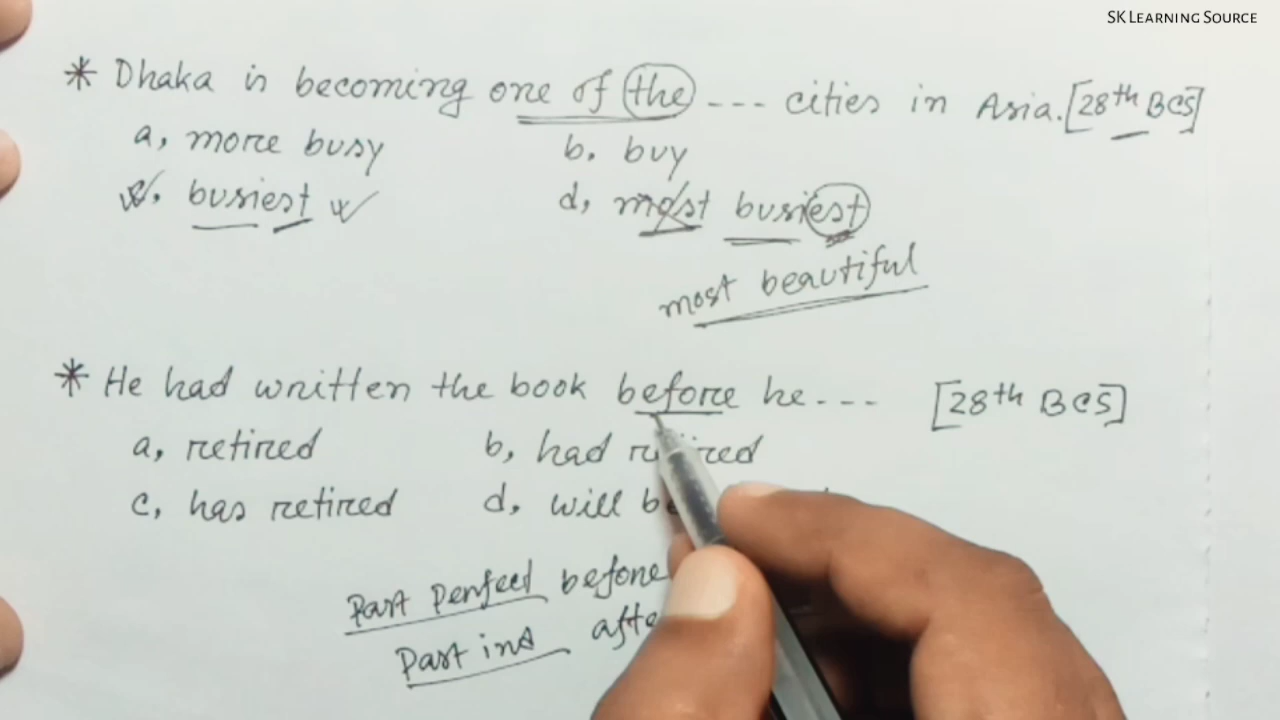 SK LEARNING SOURCE
* Dhaka is becoming one of the --- cities in Asia. [28th BCS]
a, more busy b. buy
c. busiest d, most busiest
most beautiful
* He had written the book before he --- [28th BCS]
a, retired b, had retired
c, has retired d, will
Past Perfect before
Past ind